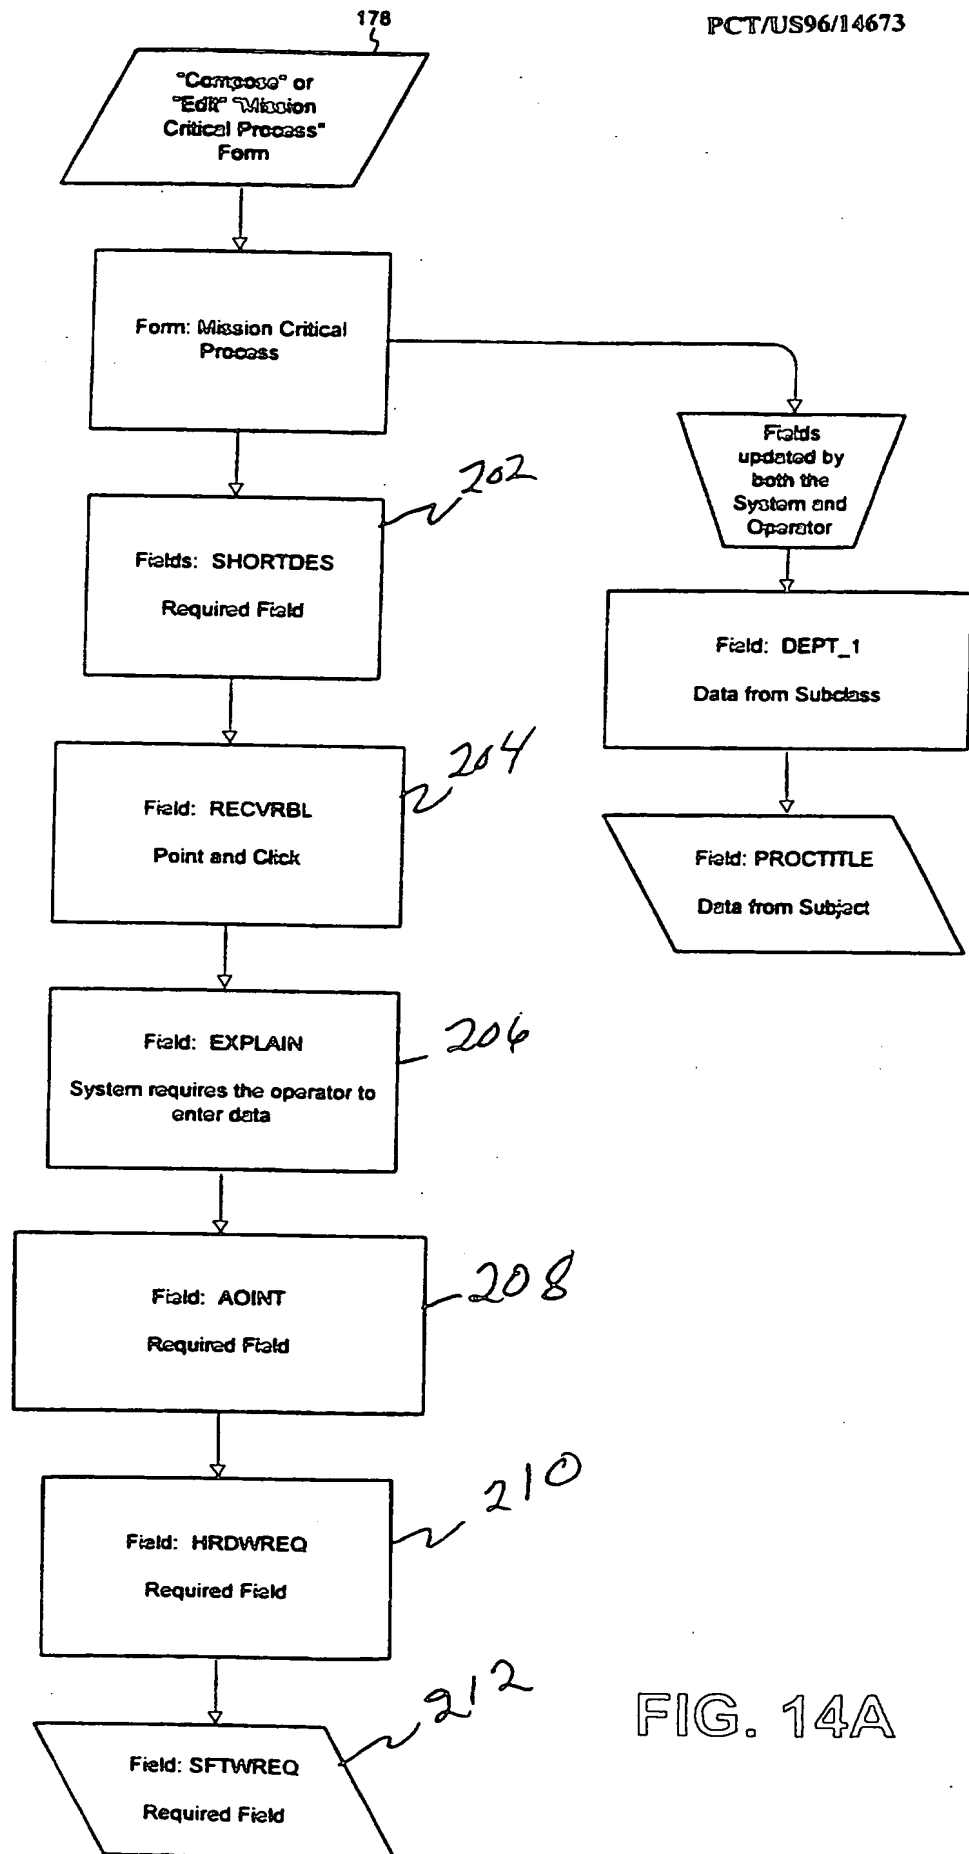 178
PCT/US96/14673
"Compose" or
"Edit" "Mission
Critical Process"
Form
Form: Mission Critical
Process
Fields
updated by
both the
System and
Operator
202
Fields: SHORTDES
Required Field
Field: DEPT_1
Data from Subclass
204
Field: RECVRBL
Point and Click
Field: PROCTITLE
Data from Subject
206
Field: EXPLAIN
System requires the operator to
enter data
208
Field: AOINT
Required Field
210
Field: HRDWREQ
Required Field
212
Field: SFTWREQ
Required Field
FIG. 14A